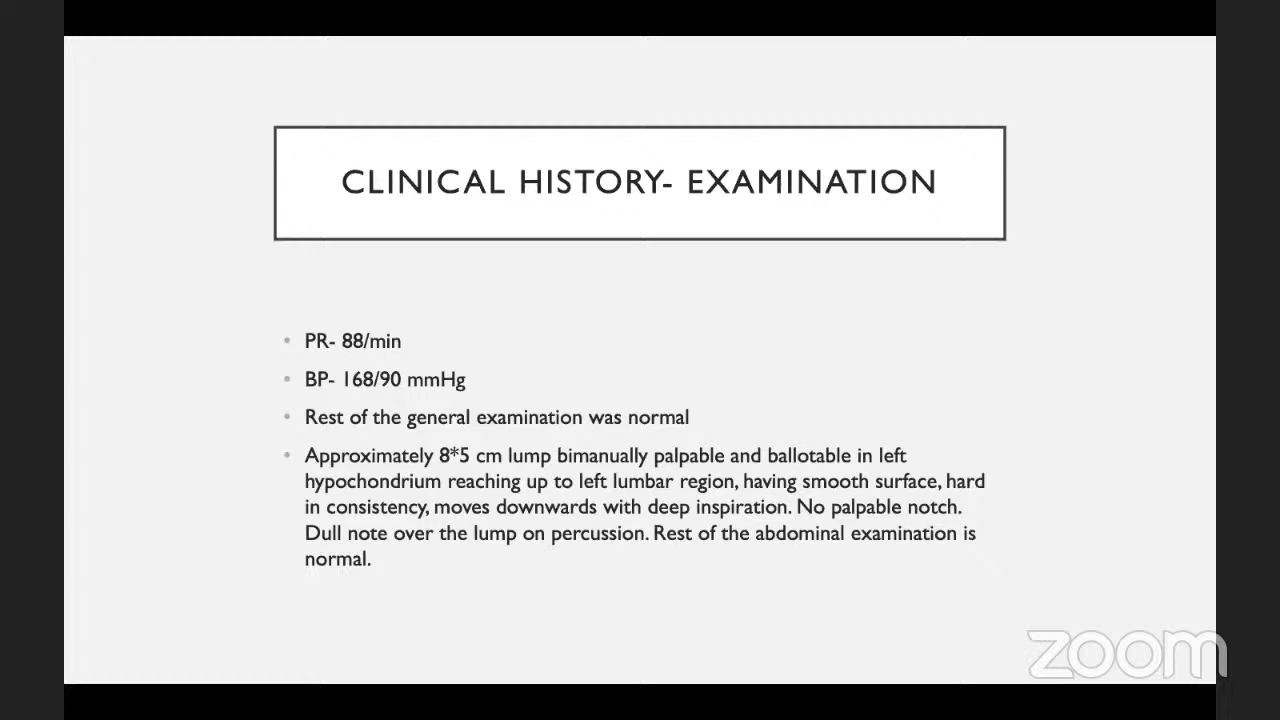 CLINICAL HISTORY- EXAMINATION
• PR- 88/min
• BP- 168/90 mmHg
• Rest of the general examination was normal
• Approximately 8*5 cm lump bimanually palpable and ballotable in left
hypochondrium reaching up to left lumbar region, having smooth surface, hard
in consistency, moves downwards with deep inspiration. No palpable notch.
Dull note over the lump on percussion. Rest of the abdominal examination is
normal.
zoom